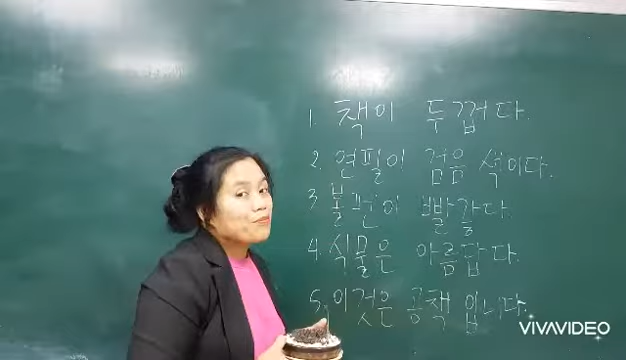 1. 책이 두껍다.
2. 연필이 검음 색이다.
3 볼펜이 빨갛다.
4. 식물은 아름답다.
5. 이것은 공책 입니다.
VIVAVIDEO